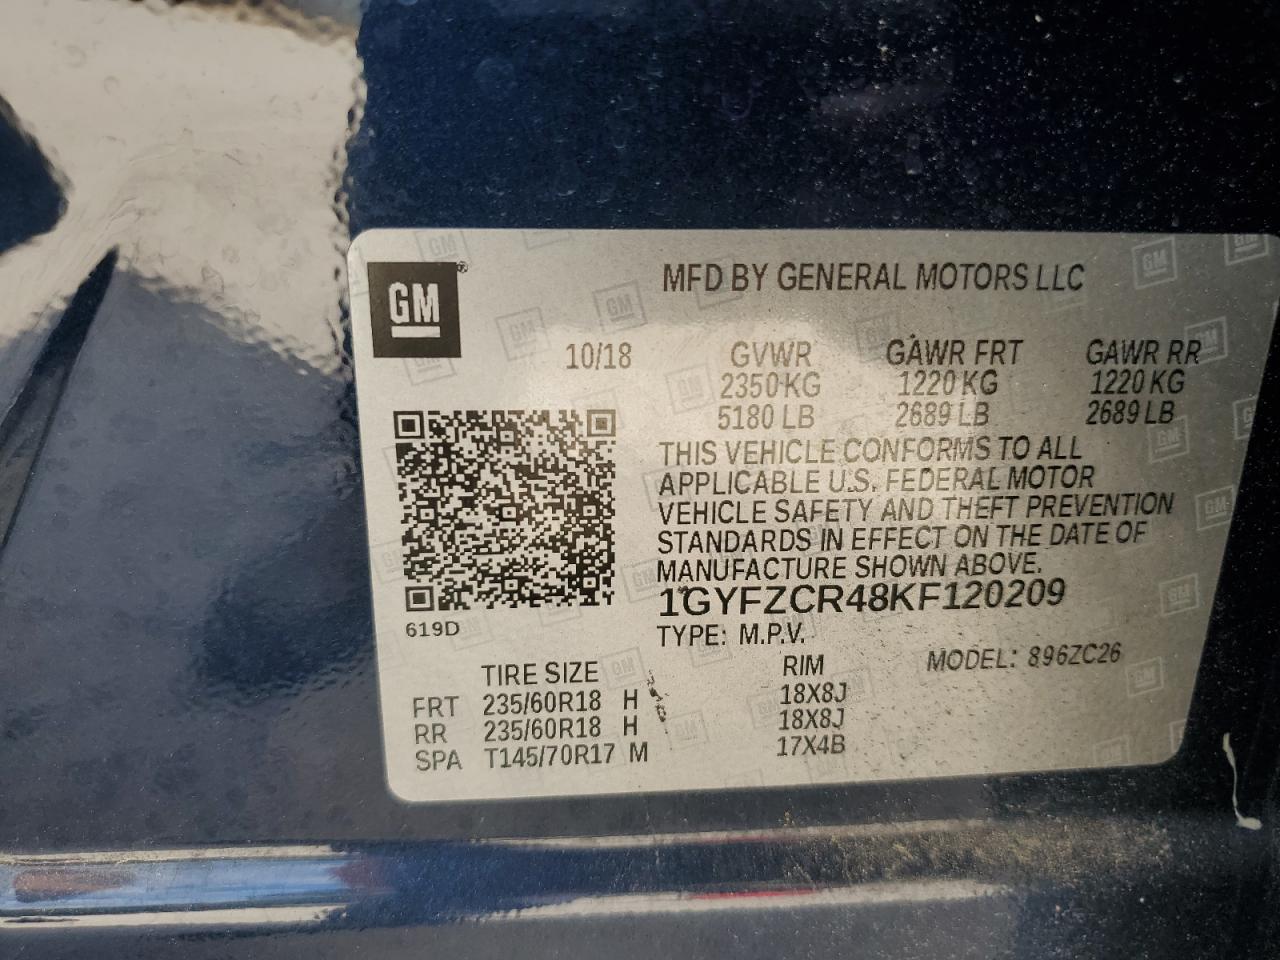 GM
MFD BY GENERAL MOTORS LLC
10/18 GVWR GAWR FRT GAWR RR
2350 KG 1220 KG 1220 KG
5180 LB 2689 LB 2689 LB
THIS VEHICLE CONFORMS TO ALL
APPLICABLE U.S. FEDERAL MOTOR
VEHICLE SAFETY AND THEFT PREVENTION
STANDARDS IN EFFECT ON THE DATE OF
MANUFACTURE SHOWN ABOVE.
1GYFZCR48KF120209
619D
TYPE: M.P.V.
TIRE SIZE RIM MODEL: 896ZC26
FRT 235/60R18 H 18X8J
RR 235/60R18 H 18X8J
SPA T145/70R17 M 17X4B